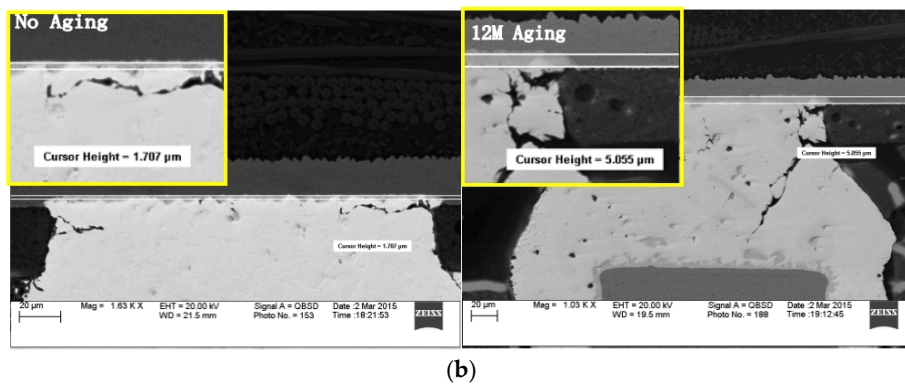 No Aging
Cursor Height = 1.707 µm
Cursor Height = 1.707 µm
20 µm
Mag = 1.63 K X
EHT = 20.00 kV
WD = 21.5 mm
Signal A = QBSD
Photo No. = 153
Date :2 Mar 2015
Time :18:21:53
ZEISS
12M Aging
Cursor Height = 5.055 µm
Cursor Height = 5.055 µm
20 µm
Mag = 1.03 K X
EHT = 20.00 kV
WD = 19.5 mm
Signal A = QBSD
Photo No. = 188
Date :2 Mar 2015
Time :19:12:45
ZEISS
(b)